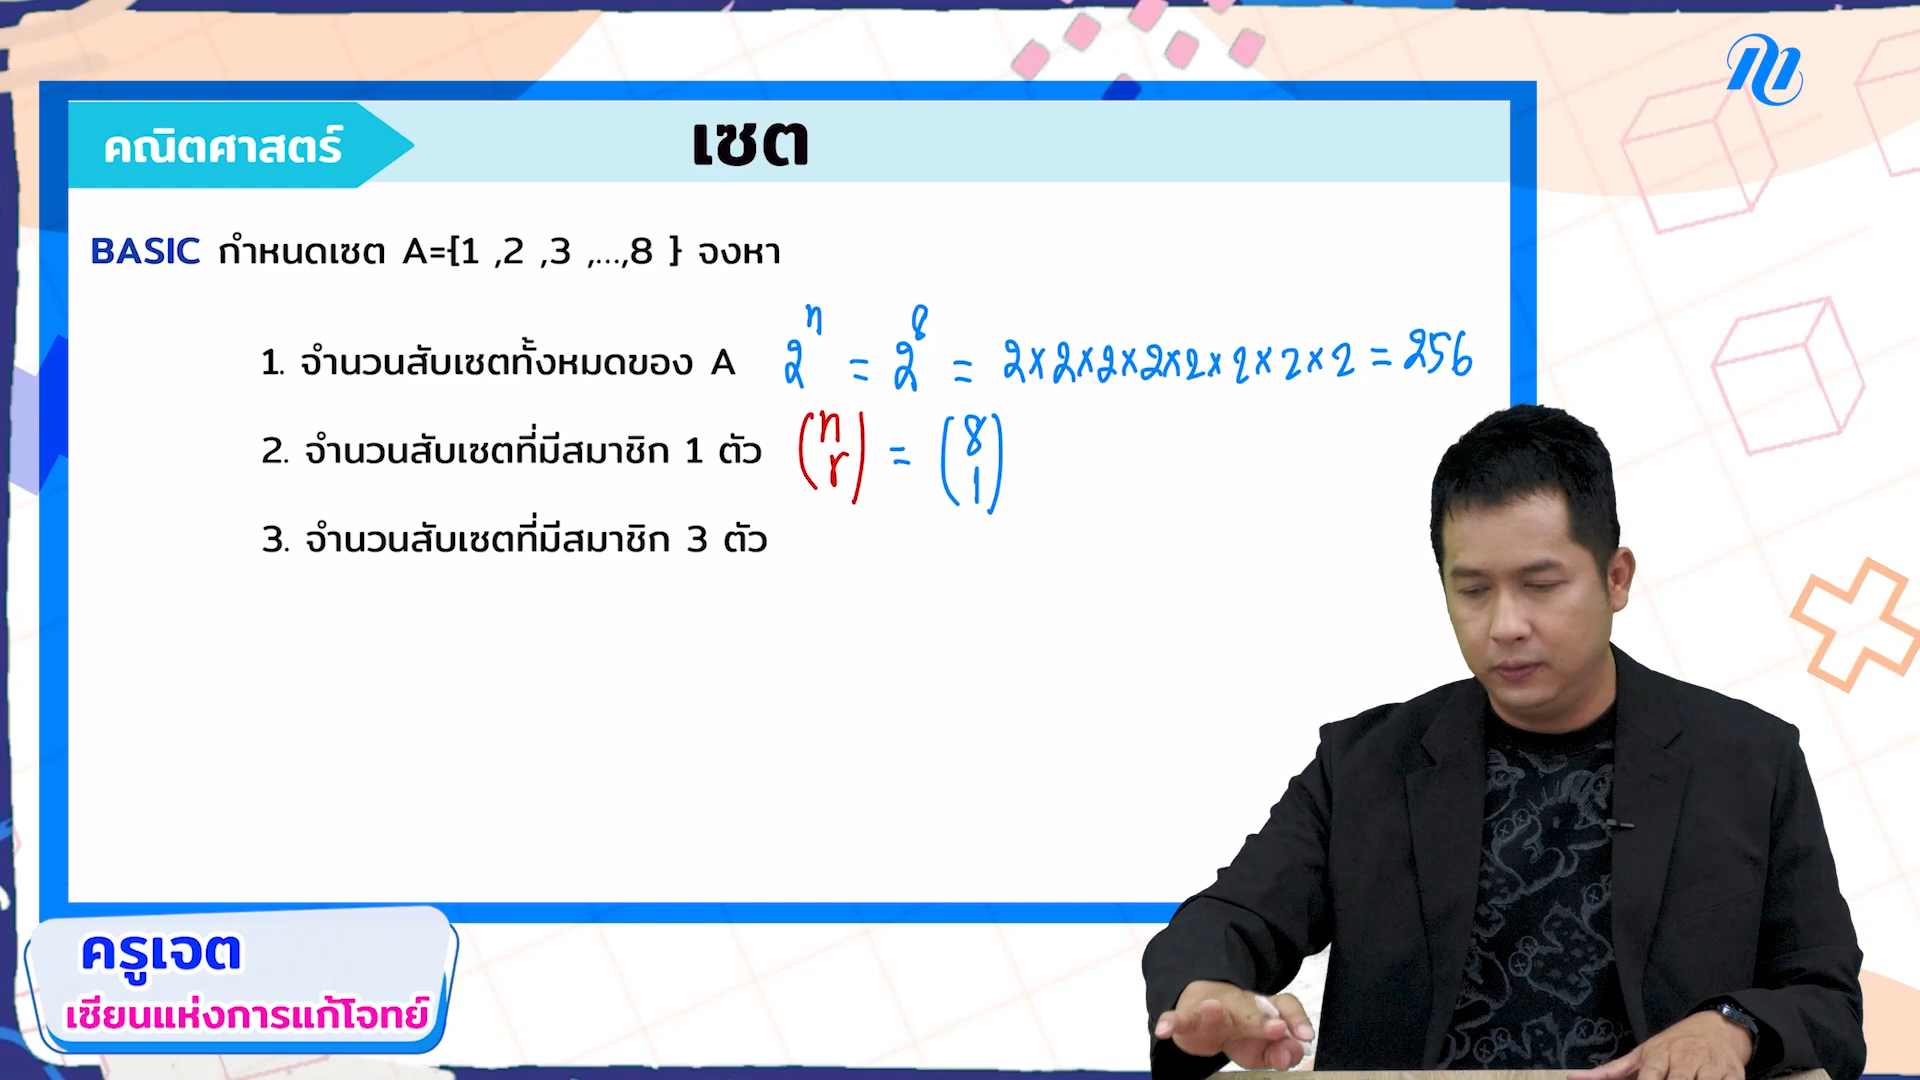 คณิตศาสตร์
เซต
BASIC กำหนดเซต A={1 ,2 ,3 ,...,8 } จงหา
1. จำนวนสับเซตทั้งหมดของ A 2^n = 2^8 = 2×2×2×2×2×2×2×2 = 256
2. จำนวนสับเซตที่มีสมาชิก 1 ตัว (n r) = (8 1)
3. จำนวนสับเซตที่มีสมาชิก 3 ตัว
ครูเจต
เซียนแห่งการแก้โจทย์